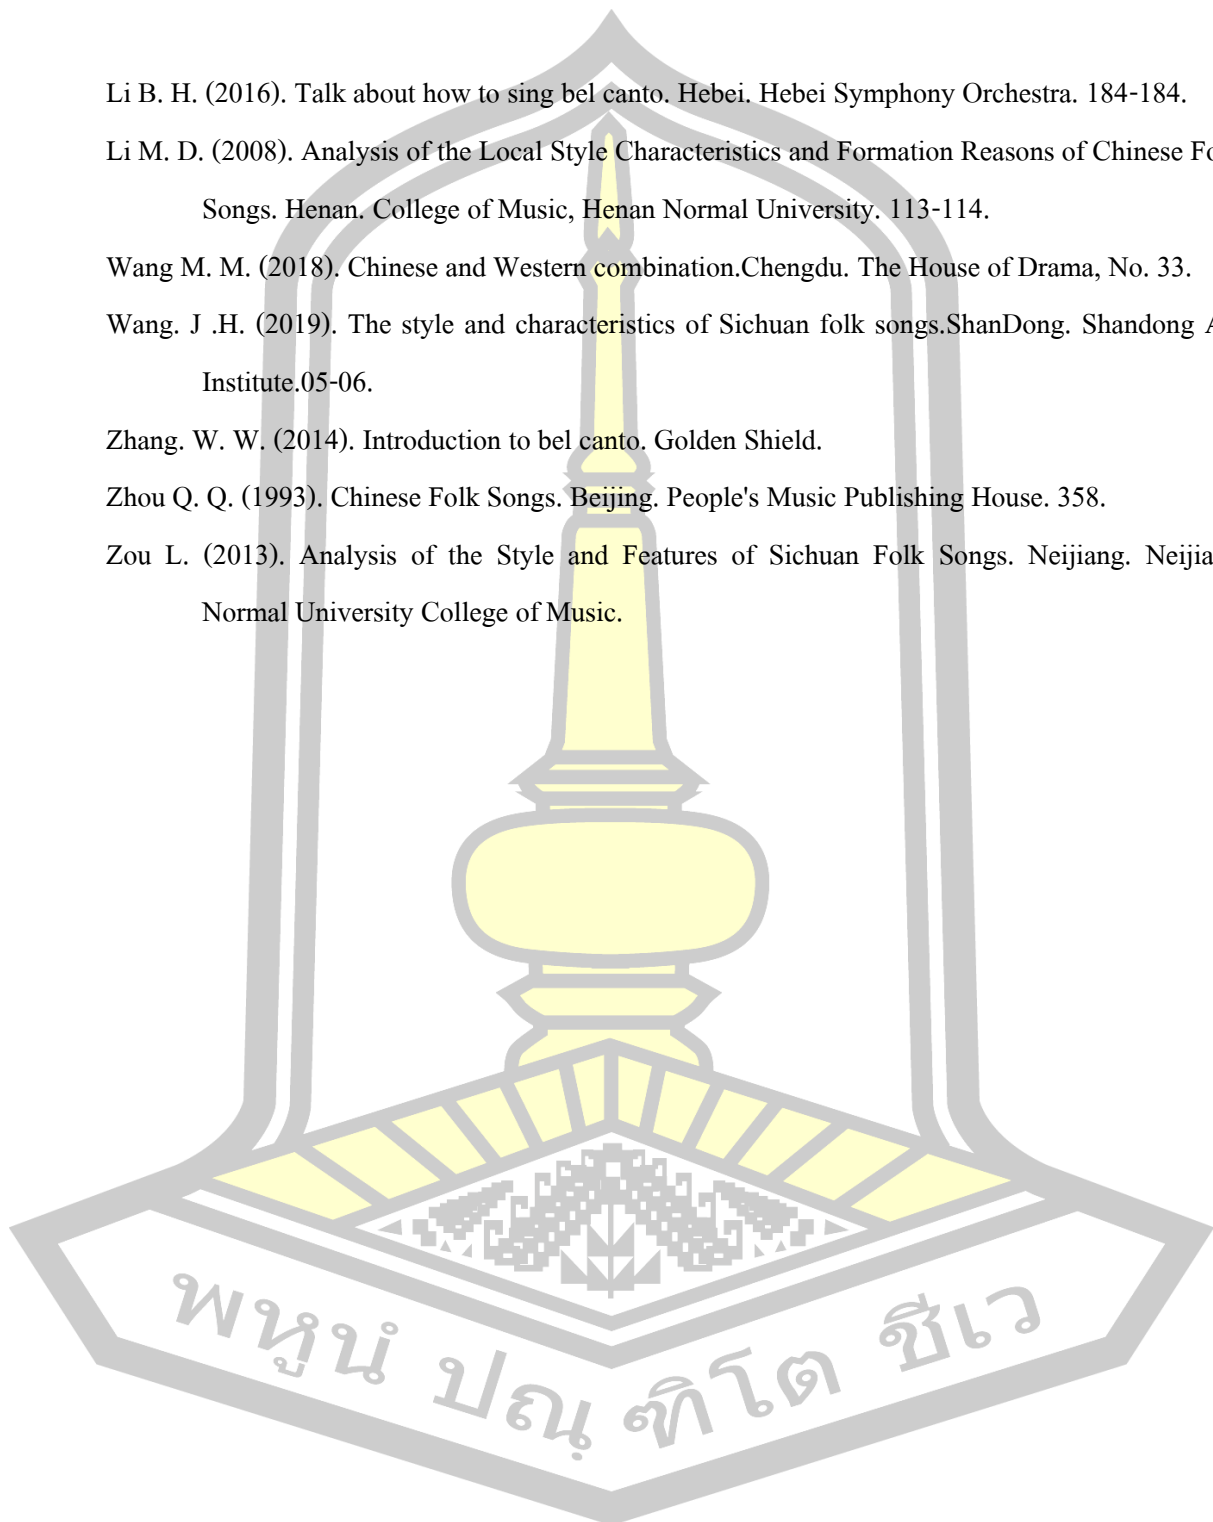 Li B. H. (2016). Talk about how to sing bel canto. Hebei. Hebei Symphony Orchestra. 184-184.
Li M. D. (2008). Analysis of the Local Style Characteristics and Formation Reasons of Chinese
Songs. Henan. College of Music, Henan Normal University. 113-114.
Wang M. M. (2018). Chinese and Western combination.Chengdu. The House of Drama, No. 33.
Wang. J .H. (2019). The style and characteristics of Sichuan folk songs.ShanDong. Shandong
Institute.05-06.
Zhang. W. W. (2014). Introduction to bel canto. Golden Shield.
Zhou Q. Q. (1993). Chinese Folk Songs. Beijing. People's Music Publishing House. 358.
Zou L. (2013). Analysis of the Style and Features of Sichuan Folk Songs. Neijiang.
Normal University College of Music.
พหูนํ ปณฺฑิโต ชีเว